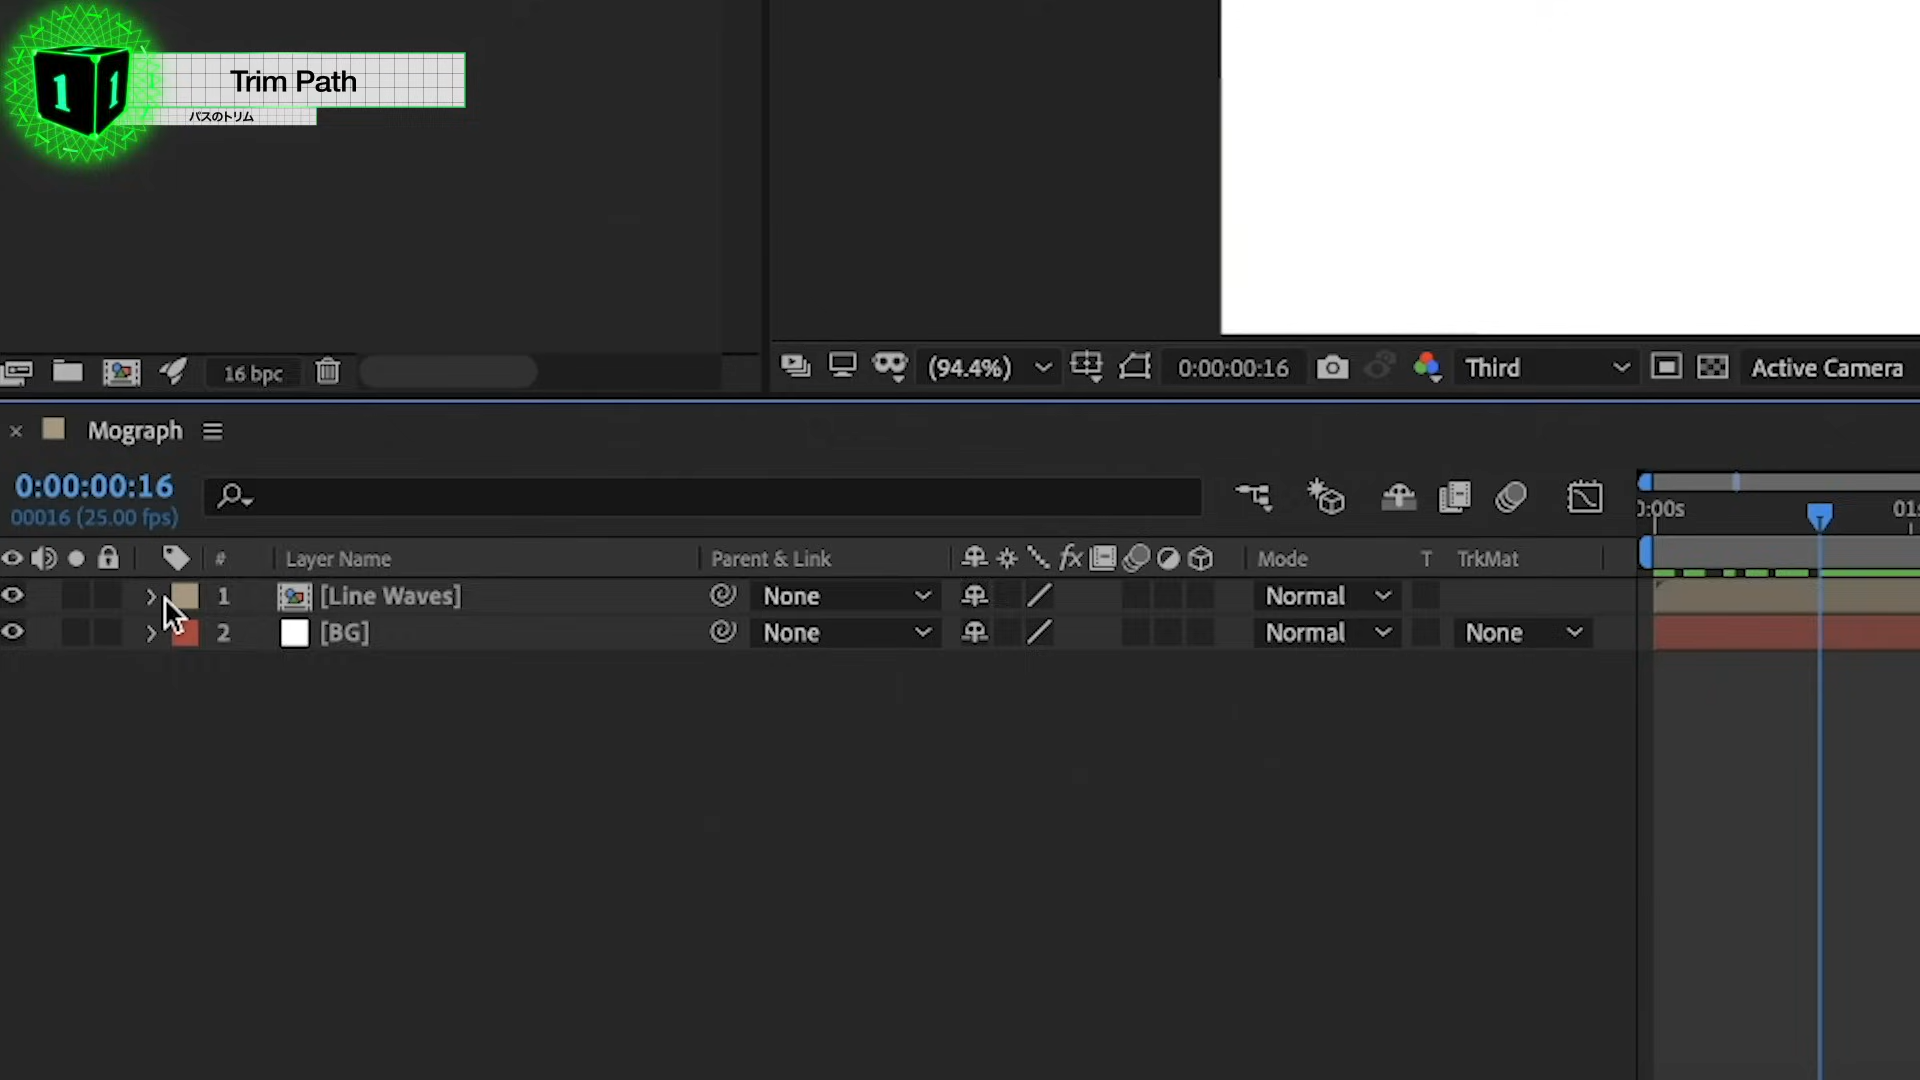 1 1
Trim Path
パスのトリム
16 bpc
(94.4%)
0:00:00:16
Third
Active Camera
Mograph
0:00:00:16
00016 (25.00 fps)
# Layer Name Parent & Link fx Mode T TrkMat
1 [Line Waves] None Normal
2 [BG] None Normal None